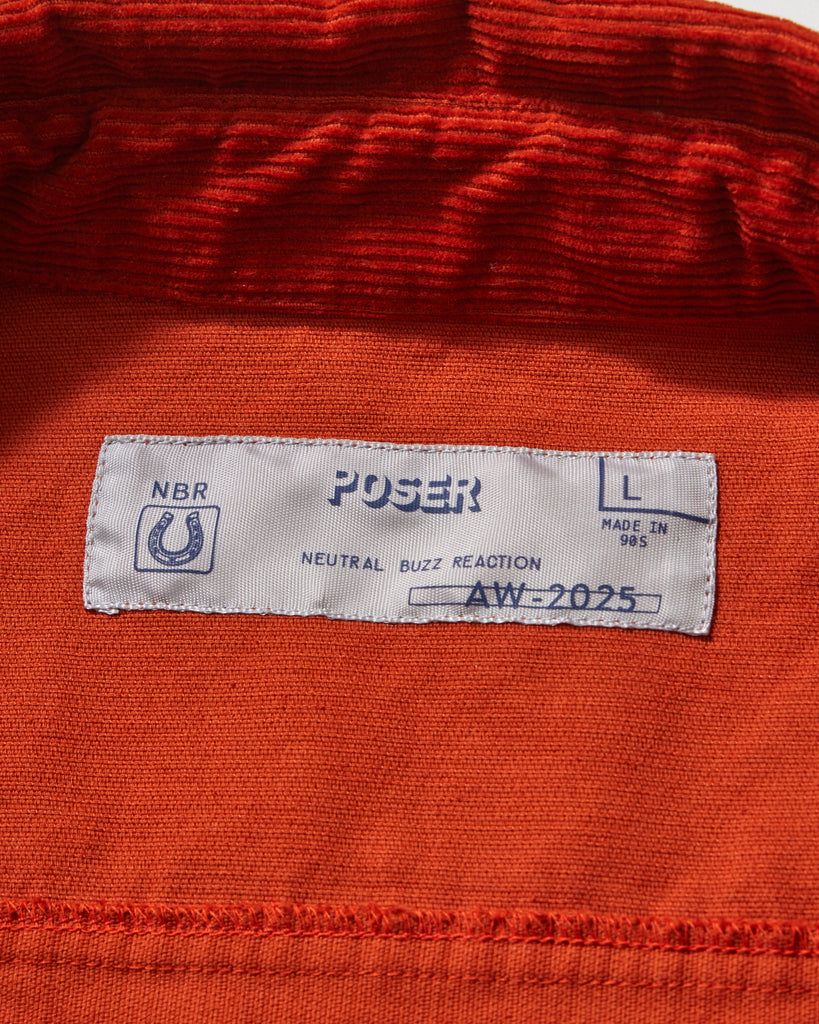 NBR
POSER
L
MADE IN
90S
NEUTRAL BUZZ REACTION
AW-2025